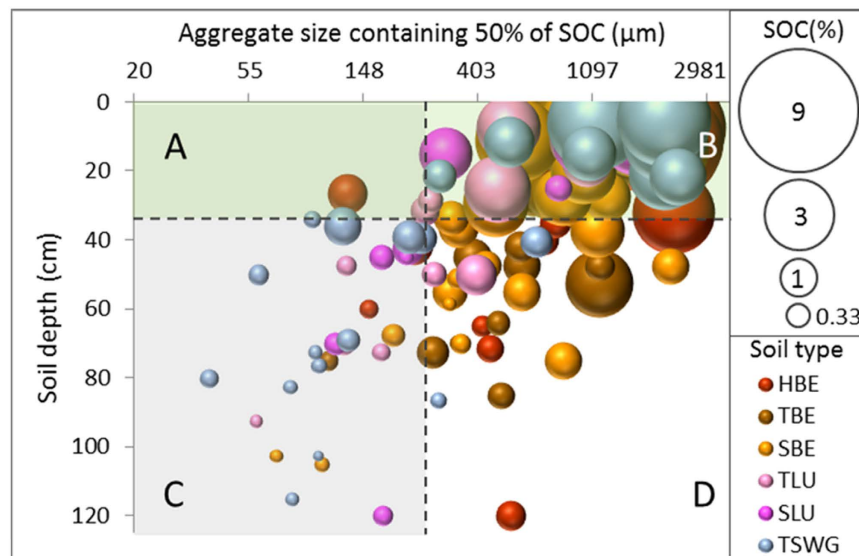 Aggregate size containing 50% of SOC (µm)
20 55 148 403 1097 2981
Soil depth (cm)
0
20
40
60
80
100
120
A
B
C
D
SOC(%)
9
3
1
0.33
Soil type
HBE
TBE
SBE
TLU
SLU
TSWG